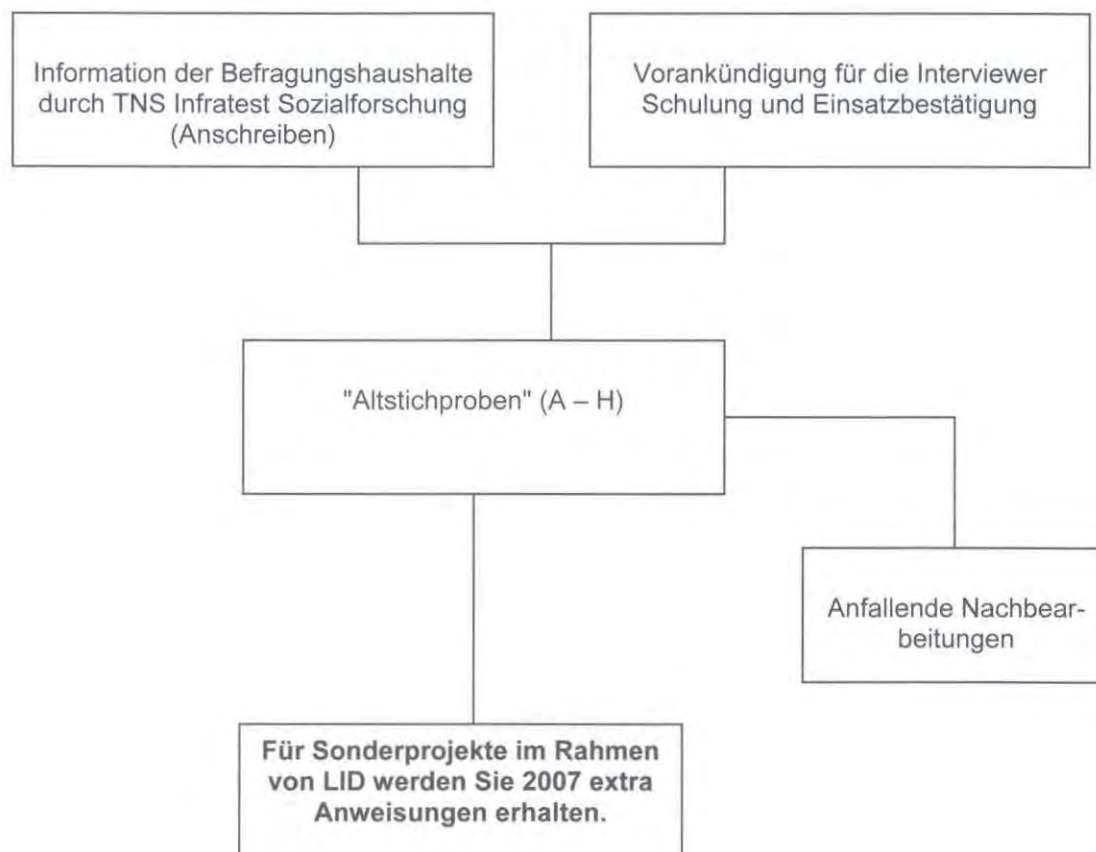 Information der Befragungshaushalte
durch TNS Infratest Sozialforschung
(Anschreiben)
Vorankündigung für die Interviewer
Schulung und Einsatzbestätigung
"Altstichproben" (A – H)
Anfallende Nachbear-
beitungen
Für Sonderprojekte im Rahmen
von LID werden Sie 2007 extra
Anweisungen erhalten.